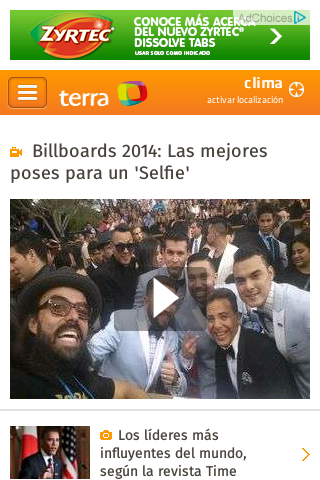 AdChoices
ZYRTEC®
CONOCE MÁS ACERCA
DEL NUEVO ZYRTEC®
DISSOLVE TABS
USAR SOLO COMO INDICADO
terra
clima
activar localización
Billboards 2014: Las mejores
poses para un 'Selfie'
Los líderes más
influyentes del mundo,
según la revista Time